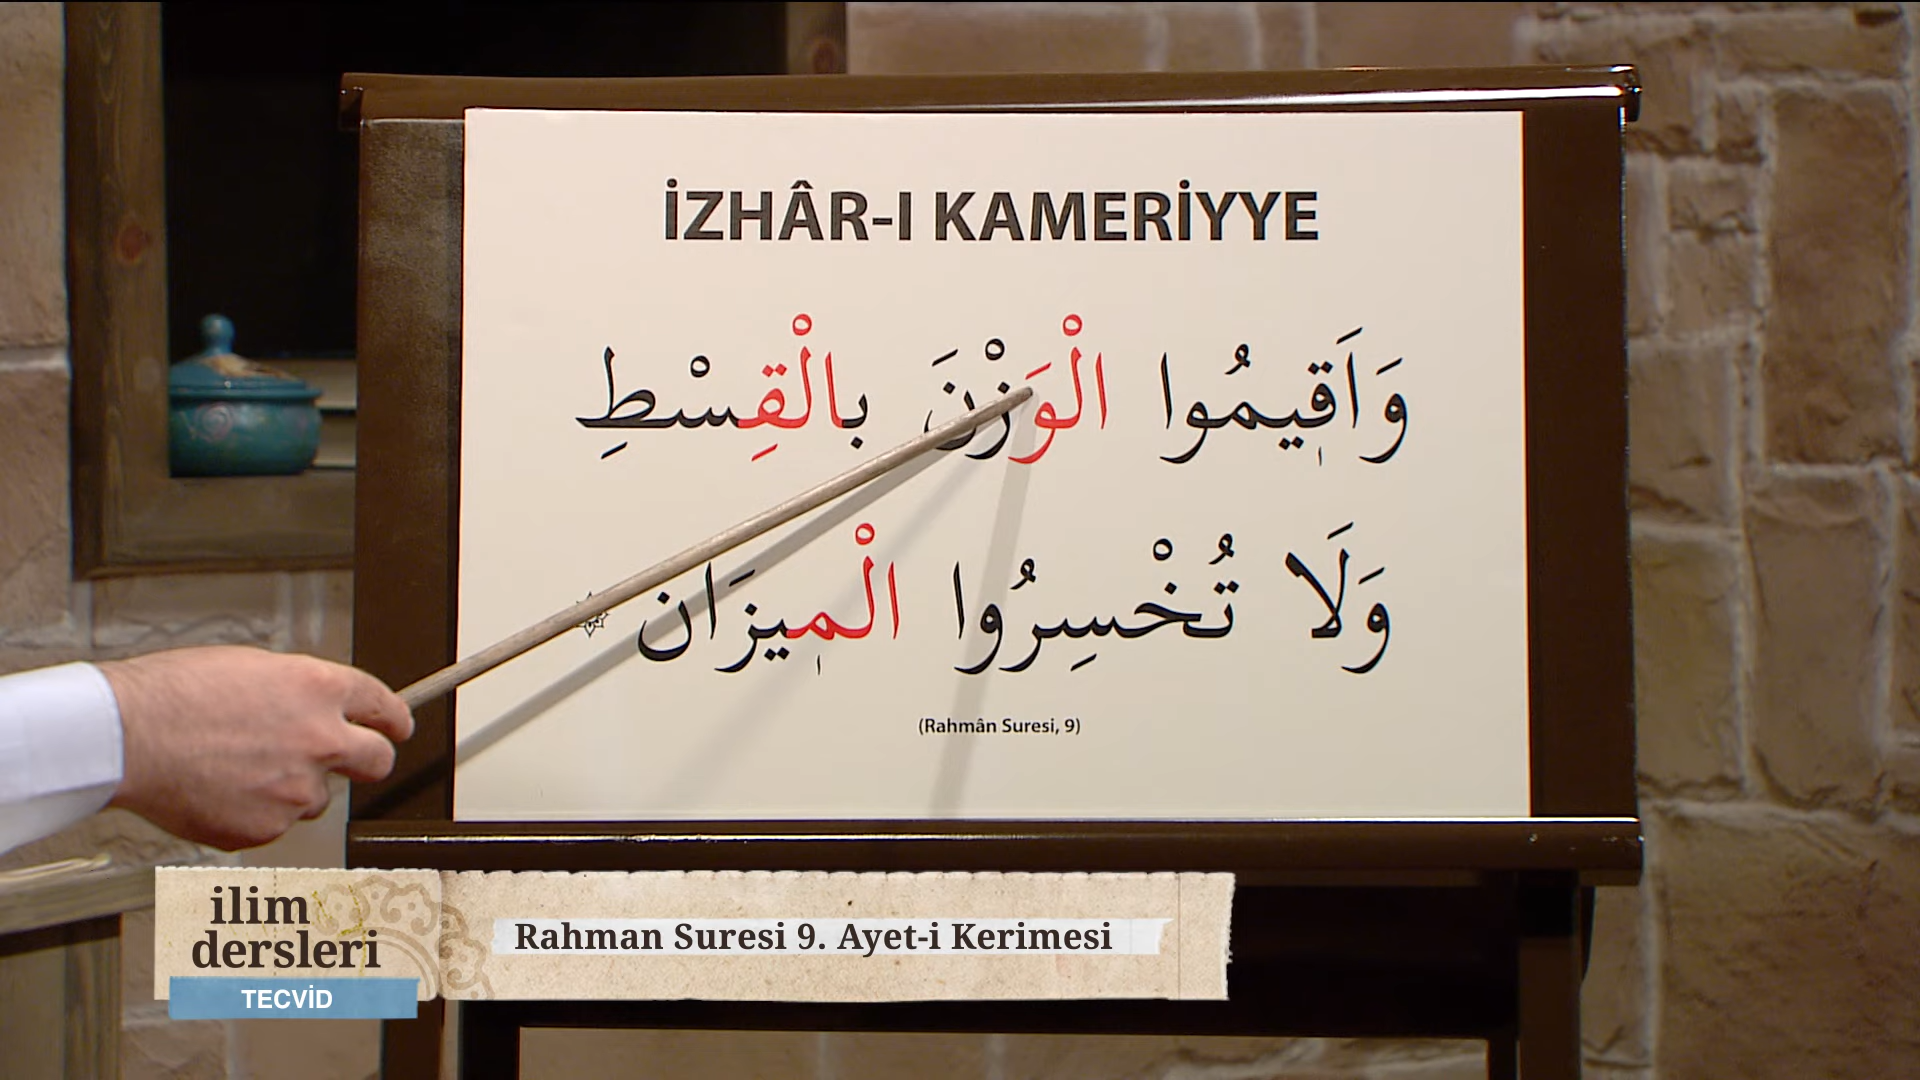 İZHÂR-I KAMERİYYE
وَاَقٖيمُوا الْوَزْنَ بالْقِسْطِ
وَلَا تُخْسِرُوا الْمٖيزَان
(Rahmân Suresi, 9)
ilim
dersleri
TECVİD
Rahman Suresi 9. Ayet-i Kerimesi